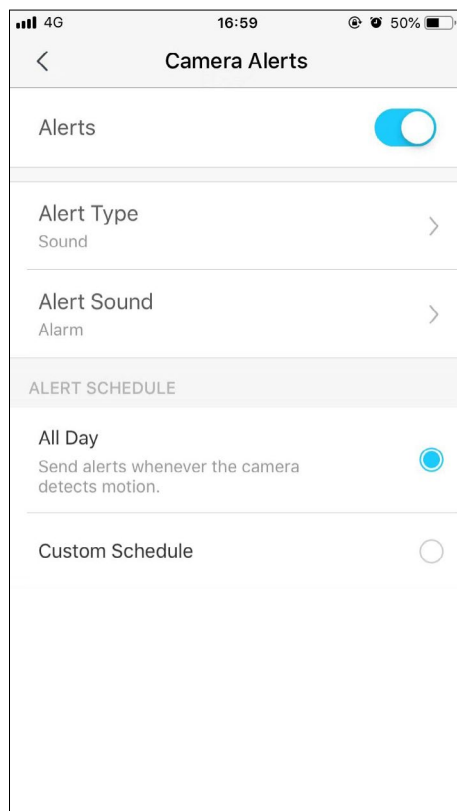 4G 16:59 50%
Camera Alerts
Alerts
Alert Type
Sound
Alert Sound
Alarm
ALERT SCHEDULE
All Day
Send alerts whenever the camera
detects motion.
Custom Schedule